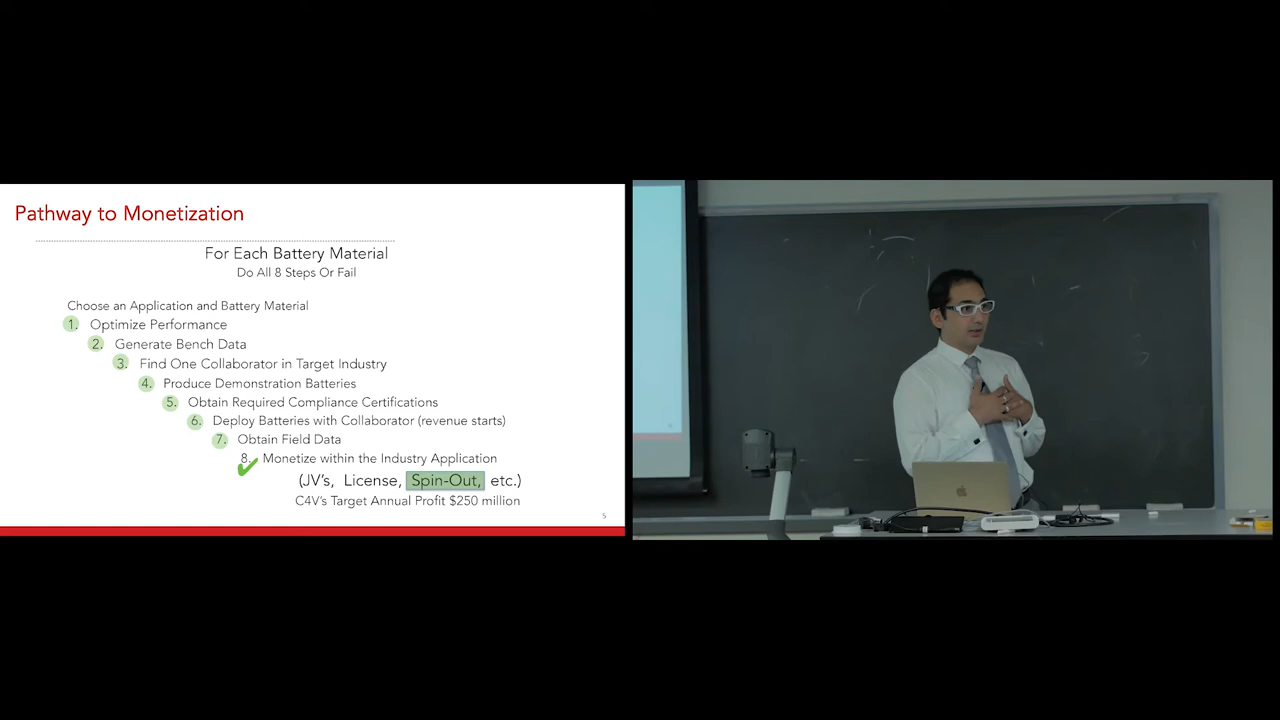 Pathway to Monetization
For Each Battery Material
Do All 8 Steps Or Fail
Choose an Application and Battery Material
1. Optimize Performance
2. Generate Bench Data
3. Find One Collaborator in Target Industry
4. Produce Demonstration Batteries
5. Obtain Required Compliance Certifications
6. Deploy Batteries with Collaborator (revenue starts)
7. Obtain Field Data
8. Monetize within the Industry Application
(JV's, License, Spin-Out, etc.)
C4V's Target Annual Profit $250 million
5